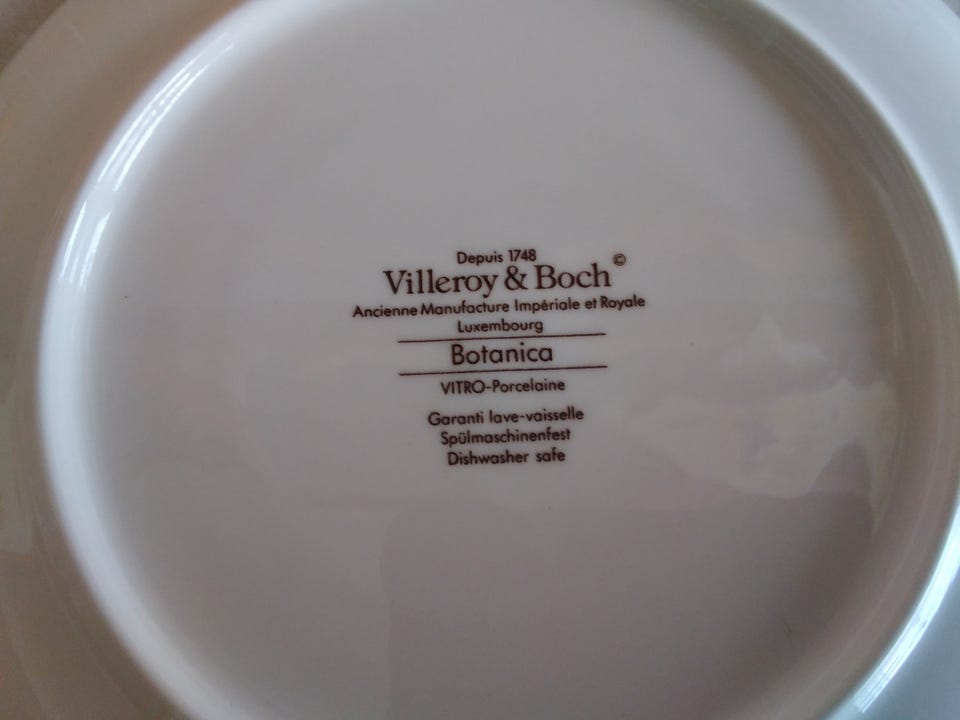 Depuis 1748
Villeroy & Boch©
Ancienne Manufacture Impériale et Royale
Luxembourg
Botanica
VITRO-Porcelaine
Garanti lave-vaisselle
Spülmaschinenfest
Dishwasher safe